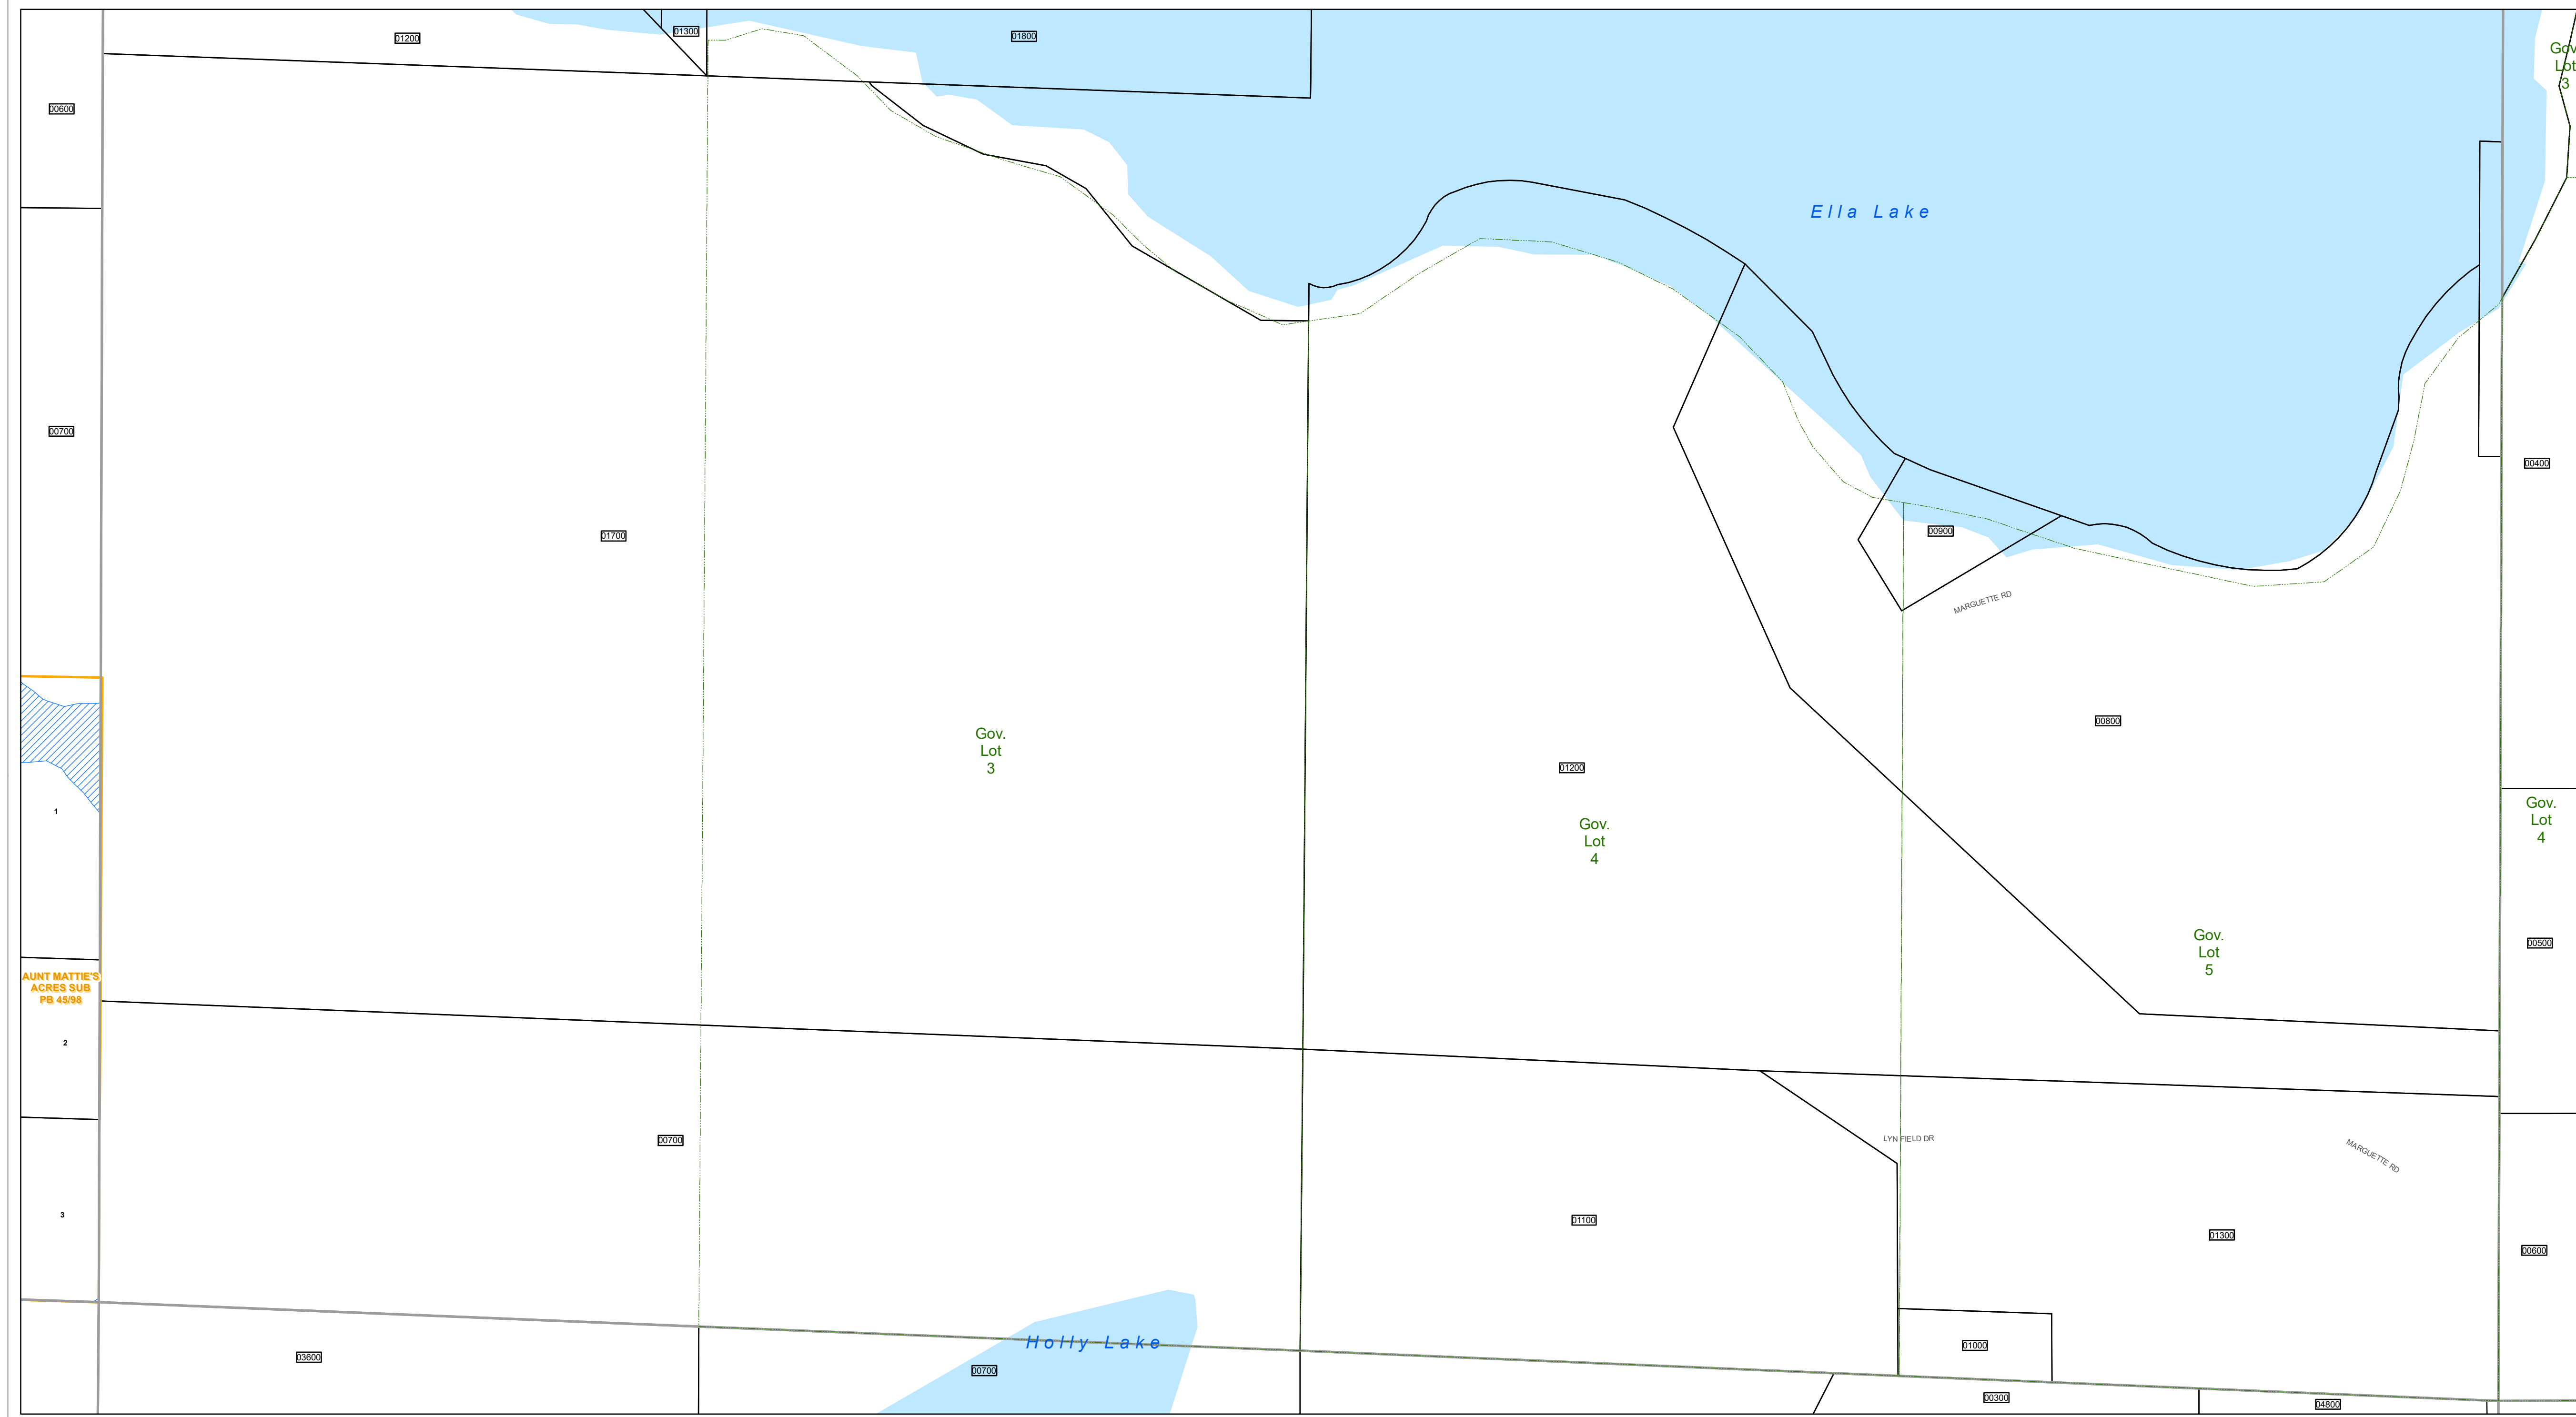 01200
01300
01800
Gov.
Lot
3
00600
Ella Lake
00700
00400
01700
00900
MARGUETTE RD
00800
Gov.
Lot
3
01200
Gov.
Lot
4
Gov.
Lot
4
1
Gov.
Lot
5
00500
AUNT MATTIE'S
ACRES SUB
PB 45/98
2
00700
LYN FIELD DR
MARGUETTE RD
3
01100
01300
00600
Holly Lake
01000
03600
00700
00300
04800